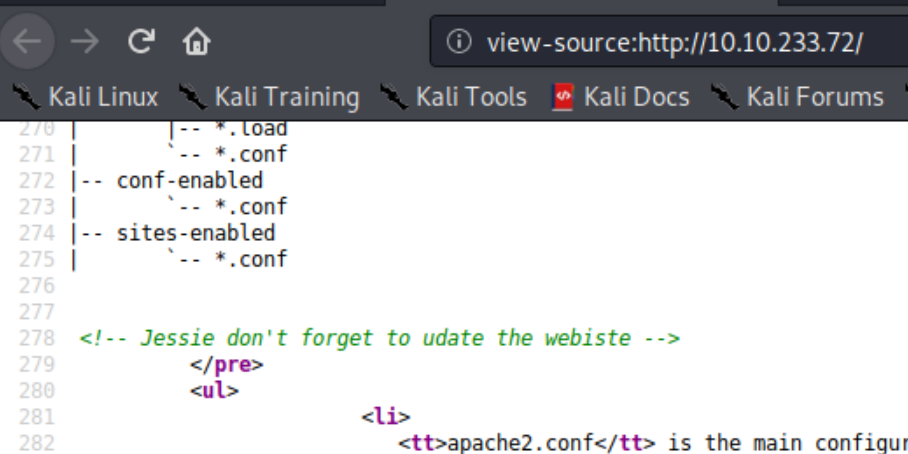 view-source:http://10.10.233.72/
Kali Linux Kali Training Kali Tools Kali Docs Kali Forums
270 | |-- *.load
271 | `-- *.conf
272 |-- conf-enabled
273 | `-- *.conf
274 |-- sites-enabled
275 | `-- *.conf
276
277
278 <!-- Jessie don't forget to udate the webiste -->
279 </pre>
280 <ul>
281 <li>
282 <tt>apache2.conf</tt> is the main configur